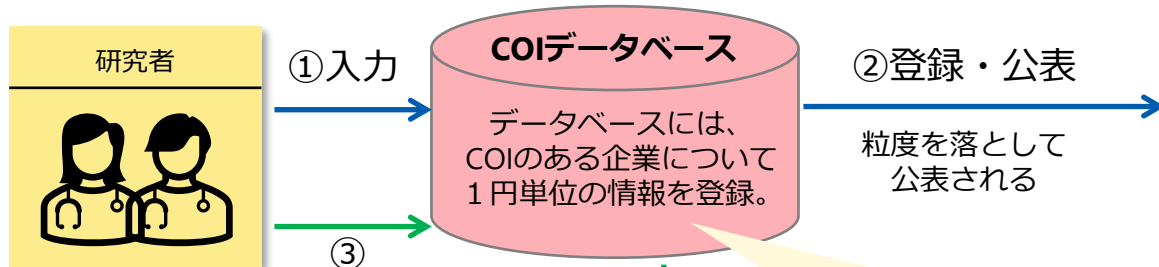 研究者
①入力
COIデータベース
データベースには、
COIのある企業について
１円単位の情報を登録。
②登録・公表
粒度を落として
公表される
③